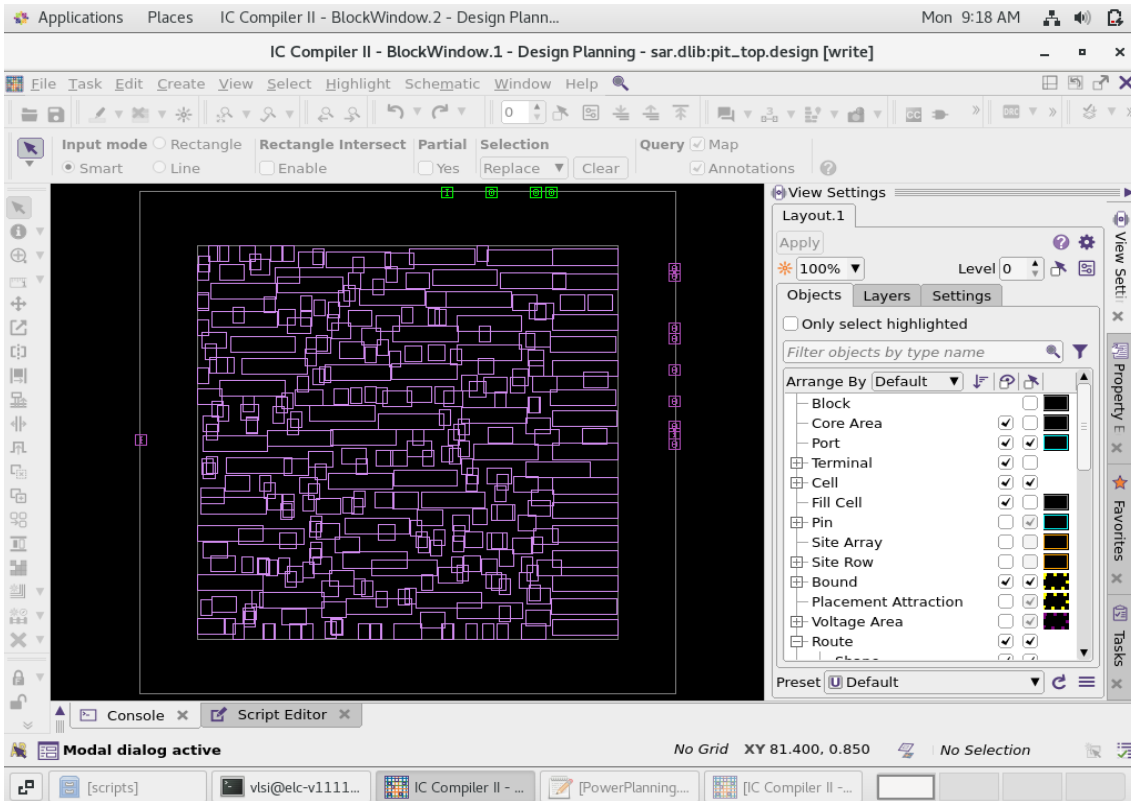 Applications Places IC Compiler II - BlockWindow.2 - Design Plann... Mon 9:18 AM
IC Compiler II - BlockWindow.1 - Design Planning - sar.dlib:pit_top.design [write]
File Task Edit Create View Select Highlight Schematic Window Help
0
Input mode Rectangle Rectangle Intersect Partial Selection Query Map
Smart Line Enable Yes Replace Clear Annotations
View Settings
Layout.1
Apply
100% Level 0
Objects Layers Settings
Only select highlighted
Filter objects by type name
Arrange By Default
Block
Core Area
Port
Terminal
Cell
Fill Cell
Pin
Site Array
Site Row
Bound
Placement Attraction
Voltage Area
Route
Preset U Default
View Setti
Property E
Favorites
Tasks
Console Script Editor
Modal dialog active No Grid XY 81.400, 0.850 No Selection
[scripts] vlsi@elc-v1111... IC Compiler II - ... [PowerPlanning.... [IC Compiler II -...